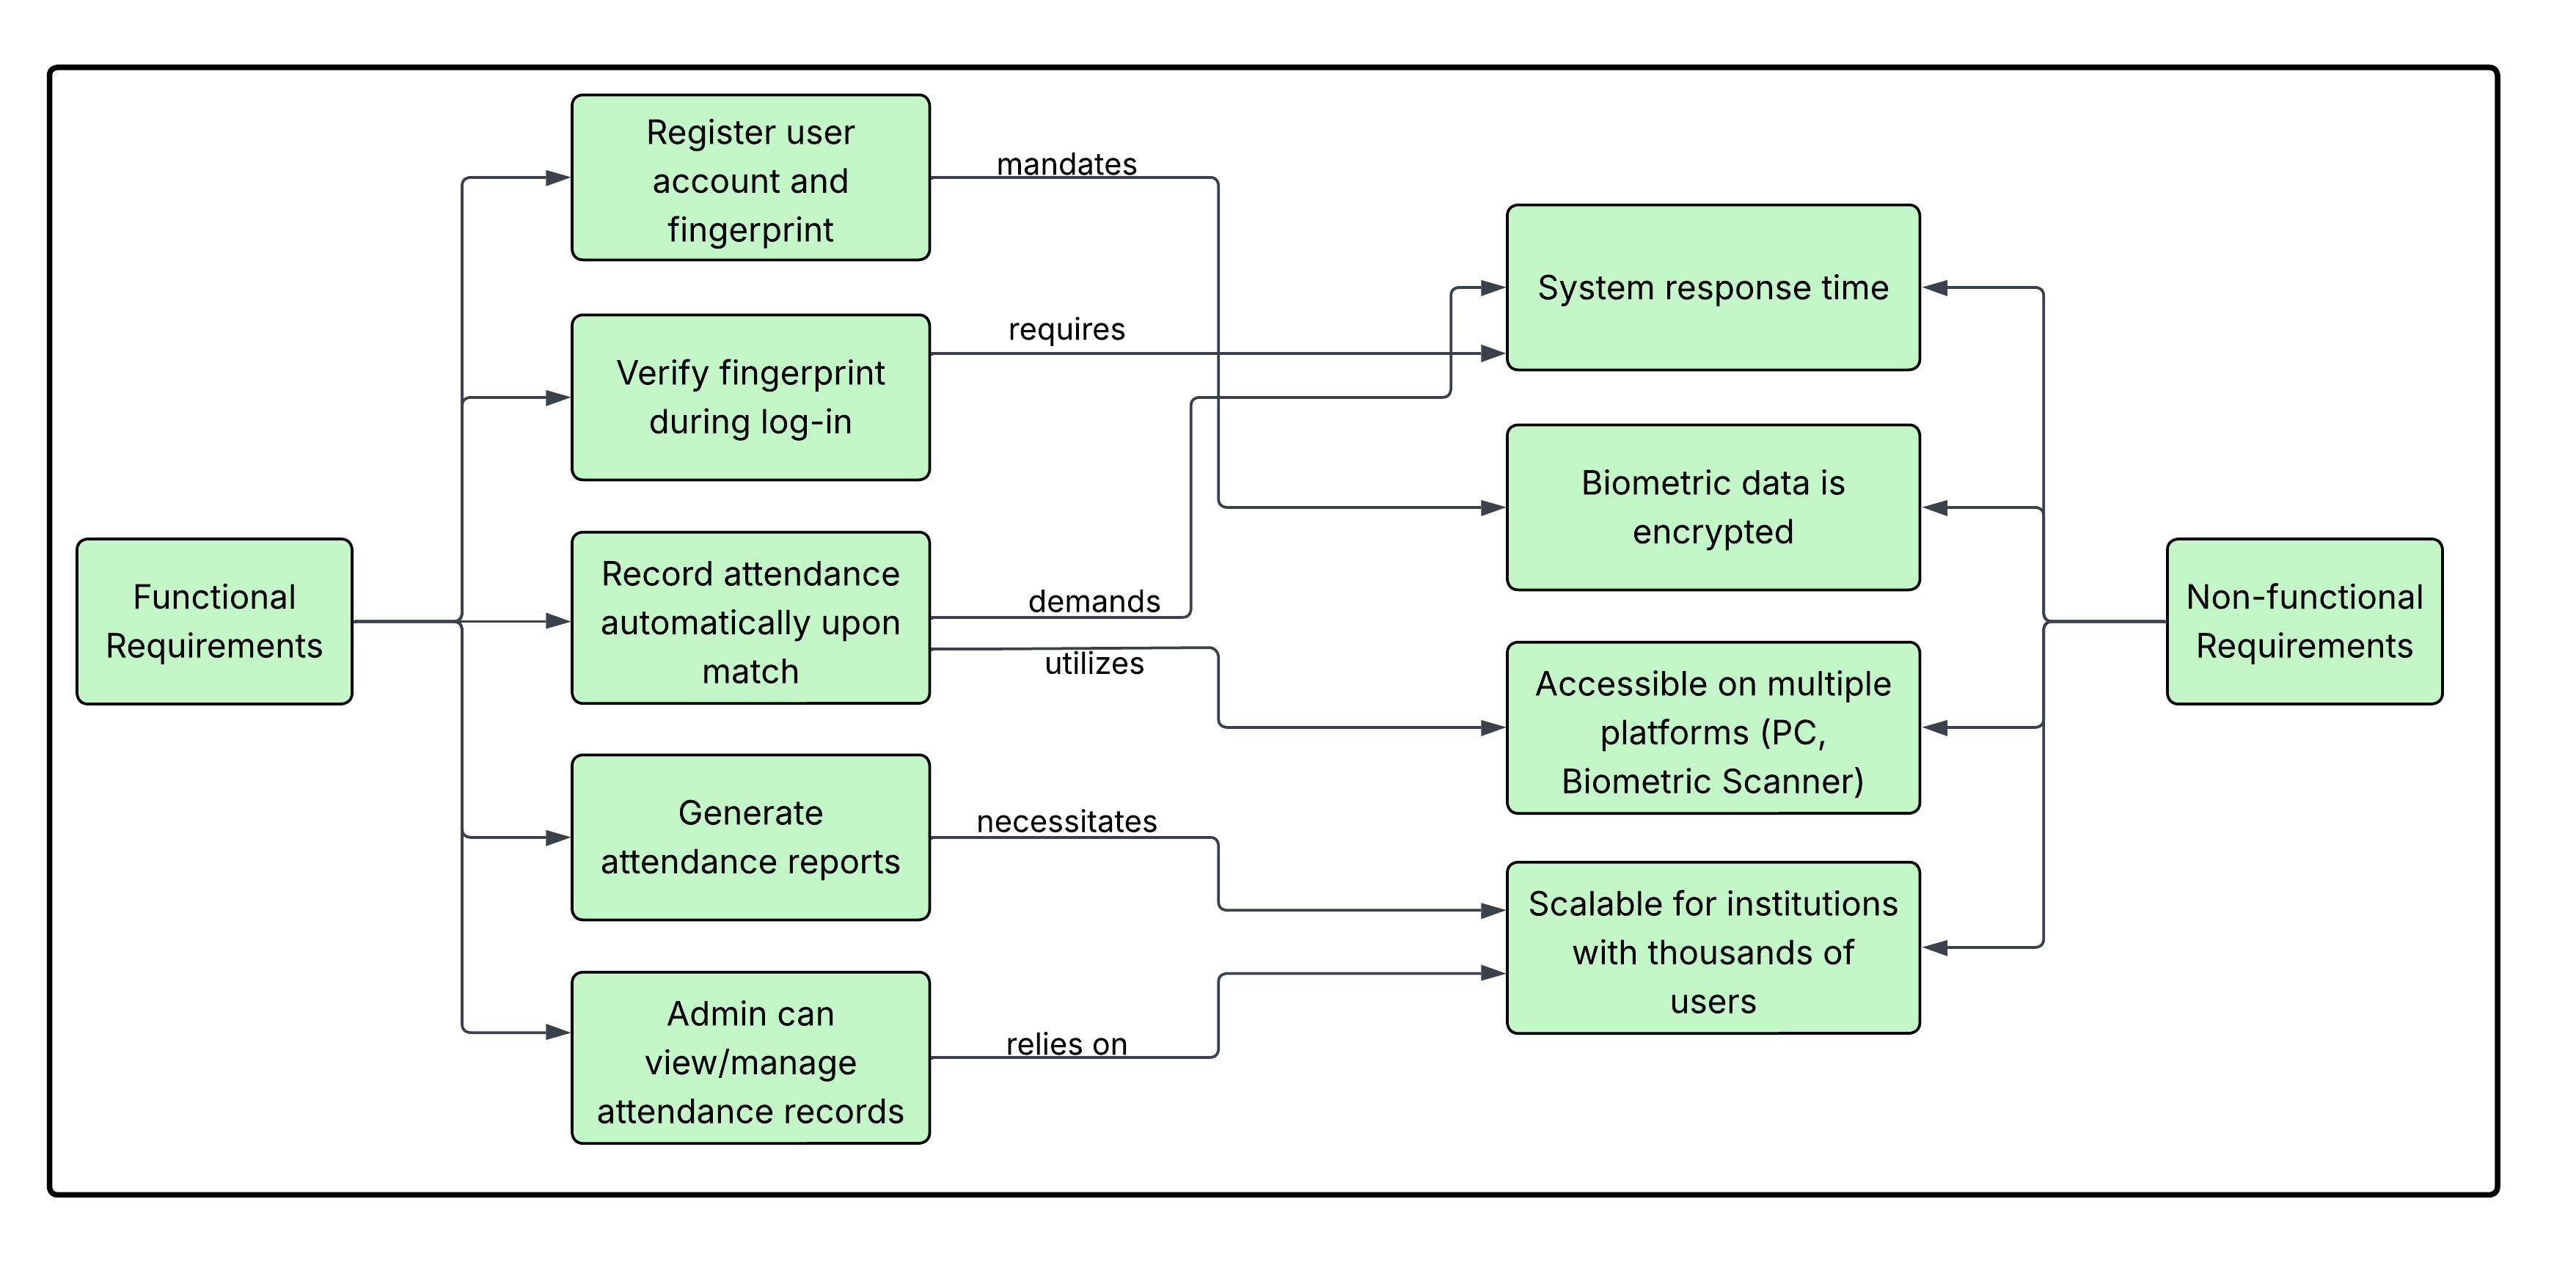 Functional
Requirements
Register user
account and
fingerprint
Verify fingerprint
during log-in
Record attendance
automatically upon
match
Generate
attendance reports
Admin can
view/manage
attendance records
mandates
requires
demands
utilizes
necessitates
relies on
System response time
Biometric data is
encrypted
Accessible on multiple
platforms (PC,
Biometric Scanner)
Scalable for institutions
with thousands of
users
Non-functional
Requirements